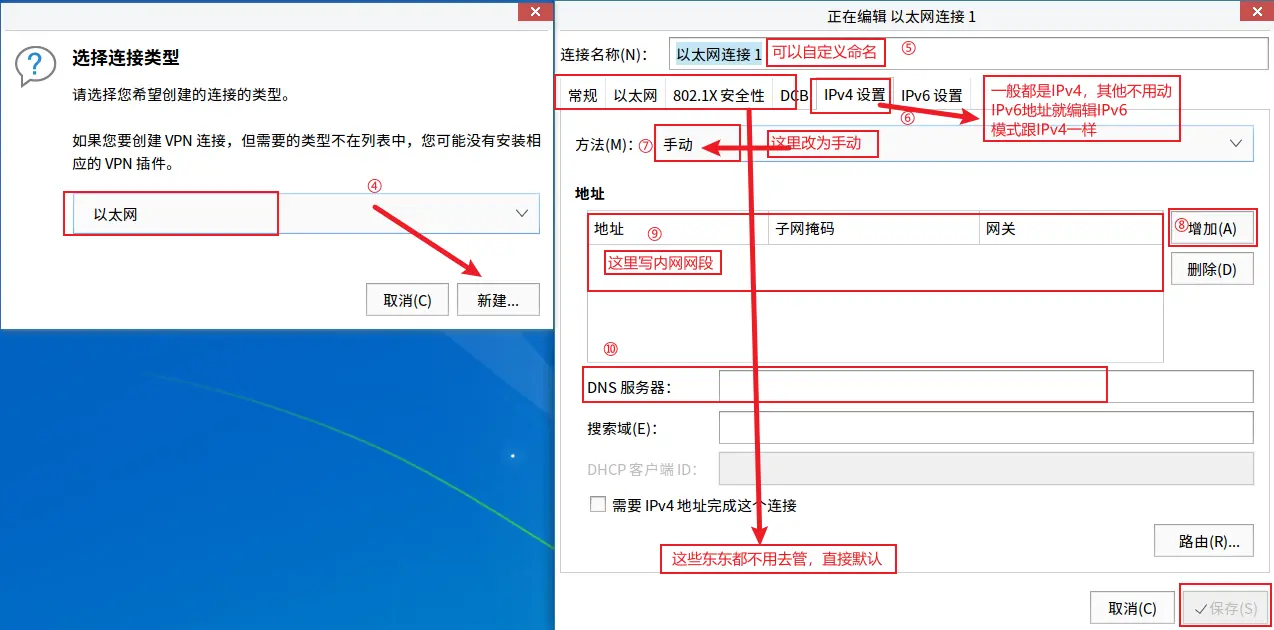 选择连接类型
请选择您希望创建的连接的类型。
如果您要创建 VPN 连接，但需要的类型不在列表中，您可能没有安装相
应的 VPN 插件。
④
以太网
取消(C)
新建...
正在编辑 以太网连接 1
连接名称(N)：
以太网连接 1
可以自定义命名
⑤
常规
以太网
802.1X 安全性
DCB
IPv4 设置
IPv6 设置
⑥
一般都是IPv4，其他不用动
IPv6地址就编辑IPv6
模式跟IPv4一样
方法(M)：
⑦
手动
这里改为手动
地址
地址
⑨
子网掩码
网关
⑧
增加(A)
这里写内网网段
删除(D)
⑩
DNS 服务器：
搜索域(E)：
DHCP 客户端 ID：
需要 IPv4 地址完成这个连接
路由(R)...
这些东东都不用去管，直接默认
取消(C)
保存(S)